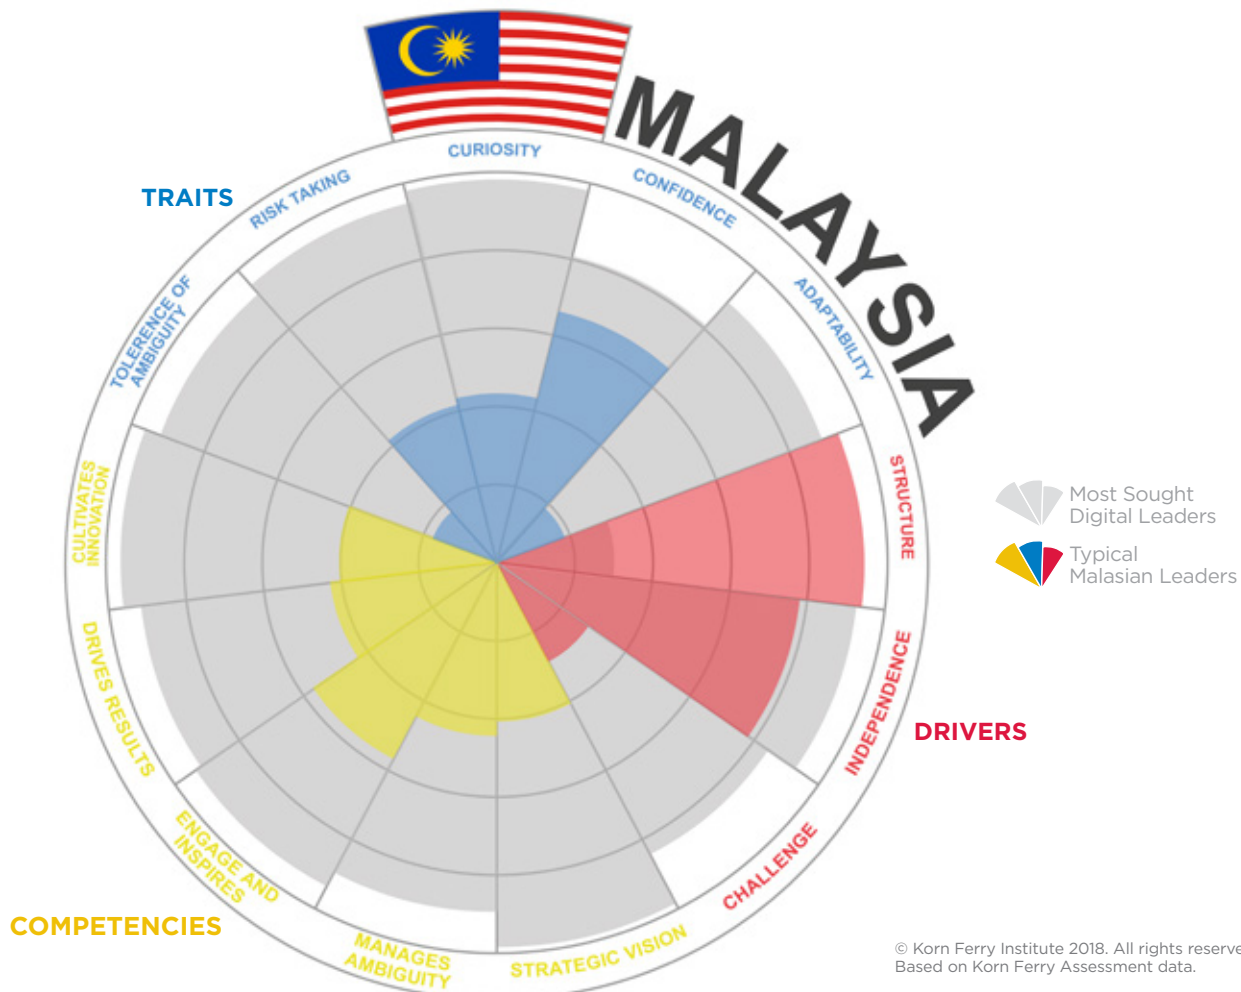 MALAYSIA
TRAITS
CURIOSITY
CONFIDENCE
ADAPTABILITY
STRUCTURE
INDEPENDENCE
CHALLENGE
STRATEGIC VISION
MANAGES
AMBIGUITY
ENGAGE AND
INSPIRES
DRIVES RESULTS
CULTIVATES
INNOVATION
TOLERENCE OF
AMBIGUITY
RISK TAKING
Most Sought
Digital Leaders
Typical
Malasian Leaders
DRIVERS
COMPETENCIES
© Korn Ferry Institute 2018. All rights reserve
Based on Korn Ferry Assessment data.